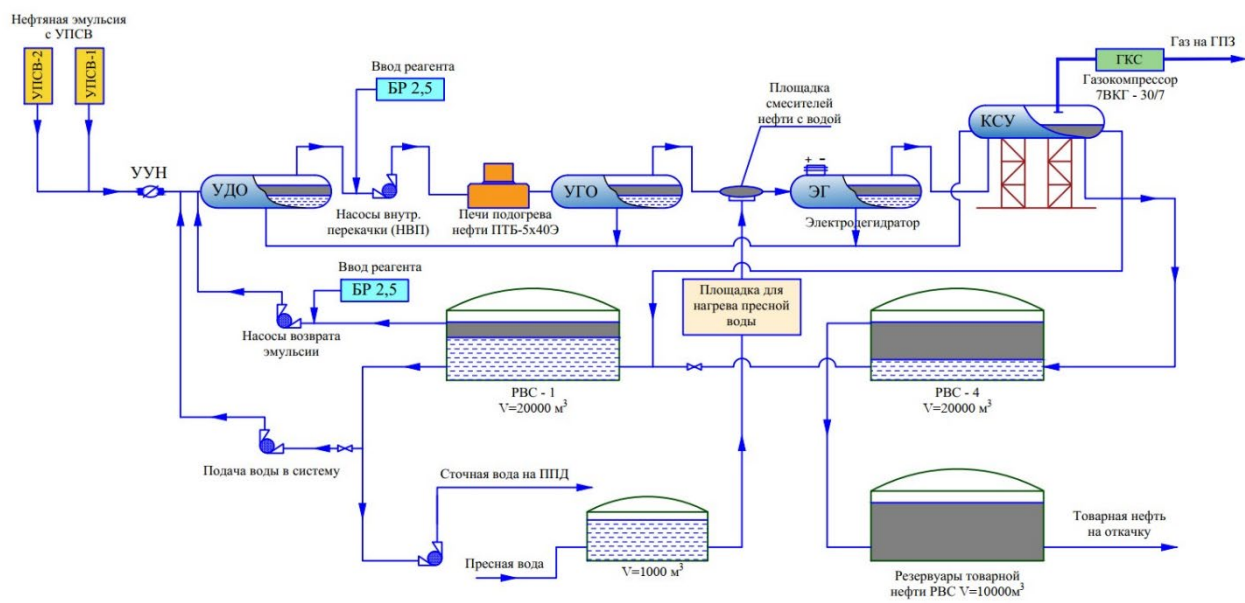 Нефтяная эмульсия
с УПСВ
УПСВ-2
УПСВ-1
Ввод реагента
БР 2,5
Площадка
смесителей
нефти с водой
ГКС
Газ на ГПЗ
Газокомпрессор
7ВКГ - 30/7
КСУ
УУН
УДО
Насосы внутр.
перекачки (НВП)
Печи подогрева
нефти ПТБ-5х40Э
УГО
+ -
ЭГ
Электродегидратор
Ввод реагента
БР 2,5
Насосы возврата
эмульсии
Площадка для
нагрева пресной
воды
РВС - 1
V=20000 м³
РВС - 4
V=20000 м³
Подача воды в систему
Сточная вода на ППД
Пресная вода
V=1000 м³
Товарная нефть
на откачку
Резервуары товарной
нефти РВС V=10000м³